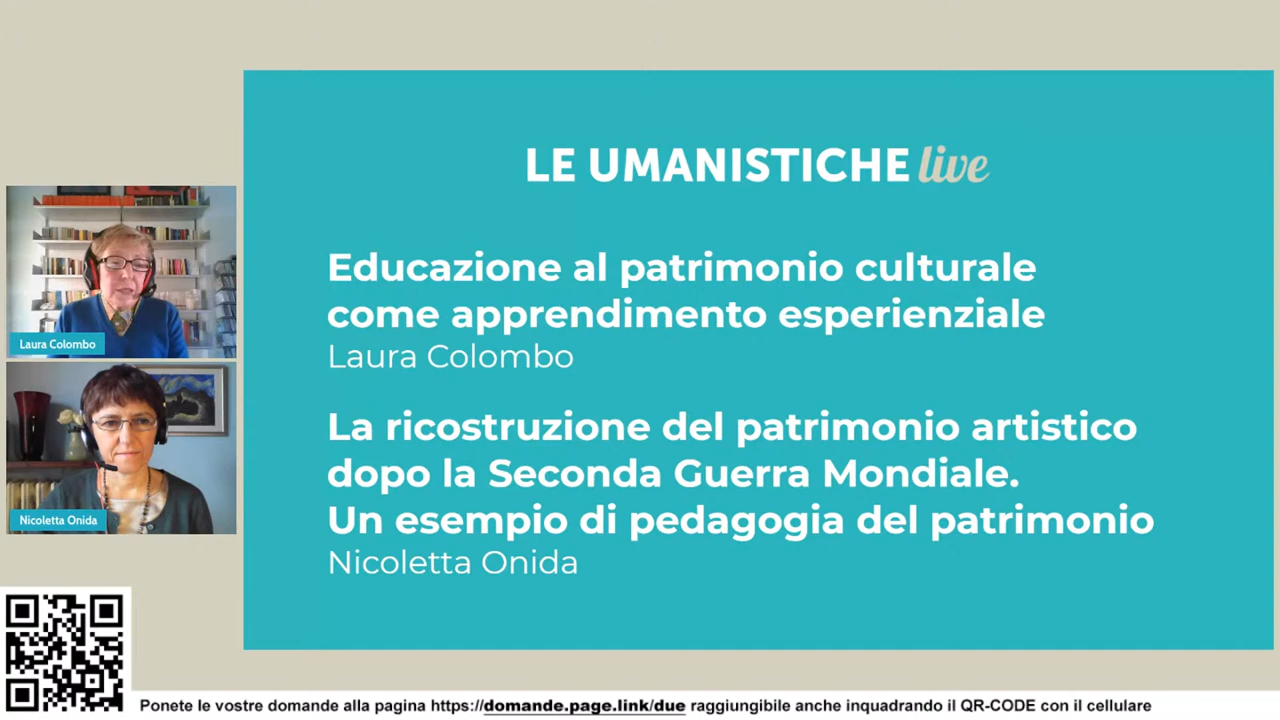 LE UMANISTICHE live
Educazione al patrimonio culturale
come apprendimento esperienziale
Laura Colombo
La ricostruzione del patrimonio artistico
dopo la Seconda Guerra Mondiale.
Un esempio di pedagogia del patrimonio
Nicoletta Onida
Laura Colombo
Nicoletta Onida
Ponete le vostre domande alla pagina https://domande.page.link/due raggiungibile anche inquadrando il QR-CODE con il cellulare